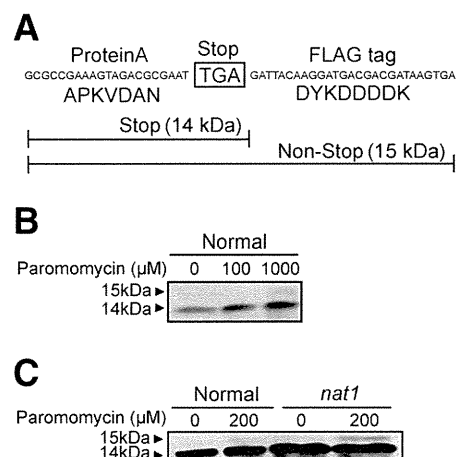 A
ProteinA Stop FLAG tag
GCGCCGAAAGTAGACGCGAAT TGA GATTACAAGGATGACGACGATAAGTGA
APKVDAN DYKDDDDK
Stop (14 kDa)
Non-Stop (15 kDa)
B
Normal
Paromomycin (µM) 0 100 1000
15kDa
14kDa
C
Normal nat1
Paromomycin (µM) 0 200 0 200
15kDa
14kDa